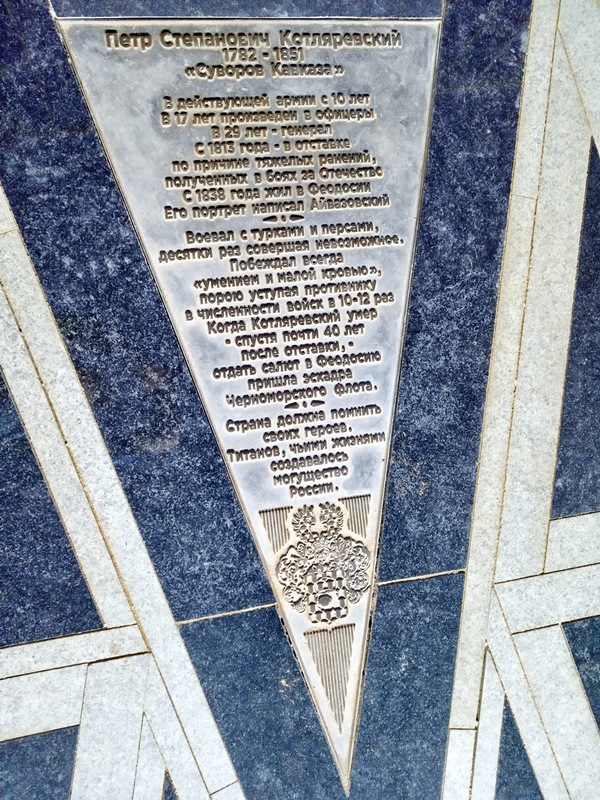 Петр Степанович Котляревский
1782 - 1851
«Суворов Кавказа»
В действующей армии с 10 лет
В 17 лет произведен в офицеры
В 29 лет - генерал
С 1813 года - в отставке
по причине тяжелых ранений,
полученных в боях за Отечество
С 1838 года жил в Феодосии
Его портрет написал Айвазовский
Воевал с турками и персами,
десятки раз совершая невозможное.
Побеждал всегда
«умением и малой кровью»,
порою уступая противнику
в численности войск в 10-12 раз
Когда Котляревский умер
- спустя почти 40 лет
после отставки, -
отдать салют в Феодосию
пришла эскадра
Черноморского флота.
Страна должна помнить
своих героев.
Титанов, чьими жизнями
создавалось
могущество
России.